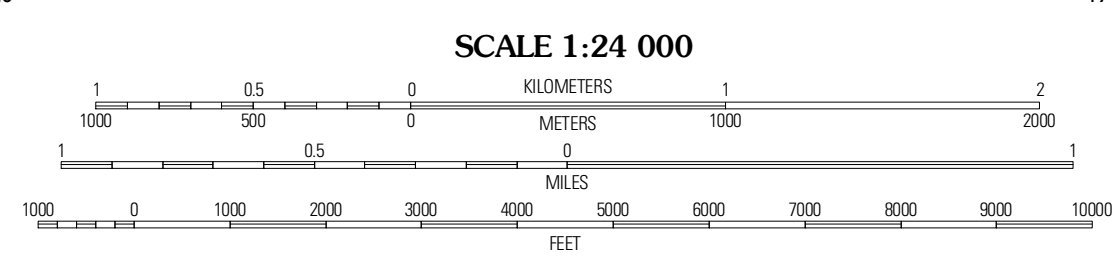 SCALE 1:24 000
1 0.5 0 KILOMETERS 1 2
1000 500 0 METERS 1000 2000
1 0.5 0 1
MILES
1000 0 1000 2000 3000 4000 5000 6000 7000 8000 9000 10000
FEET